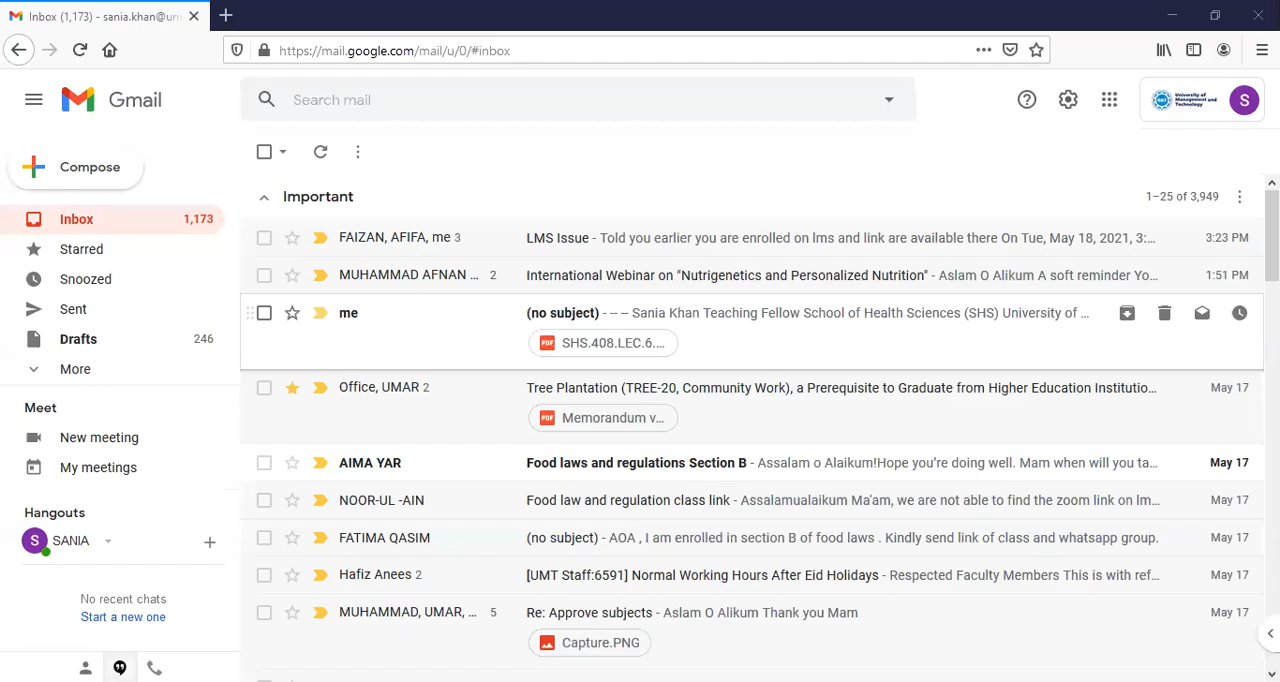 Inbox (1,173) - sania.khan@un
https://mail.google.com/mail/u/0/#inbox
Gmail
Search mail
University of Management and Technology
S
Compose
Important
1–25 of 3,949
Inbox 1,173
FAIZAN, AFIFA, me 3 LMS Issue - Told you earlier you are enrolled on lms and link are available there On Tue, May 18, 2021, 3:... 3:23 PM
Starred
MUHAMMAD AFNAN ... 2 International Webinar on "Nutrigenetics and Personalized Nutrition" - Aslam O Alikum A soft reminder Yo... 1:51 PM
Snoozed
Sent
me (no subject) - -- -- Sania Khan Teaching Fellow School of Health Sciences (SHS) University of ...
Drafts 246
PDF SHS.408.LEC.6....
More
Office, UMAR 2 Tree Plantation (TREE-20, Community Work), a Prerequisite to Graduate from Higher Education Institutio... May 17
Meet
PDF Memorandum v...
New meeting
My meetings
AIMA YAR Food laws and regulations Section B - Assalam o Alaikum!Hope you're doing well. Mam when will you ta... May 17
NOOR-UL -AIN Food law and regulation class link - Assalamualaikum Ma'am, we are not able to find the zoom link on lm... May 17
Hangouts
S SANIA
FATIMA QASIM (no subject) - AOA , I am enrolled in section B of food laws . Kindly send link of class and whatsapp group. May 17
Hafiz Anees 2 [UMT Staff:6591] Normal Working Hours After Eid Holidays - Respected Faculty Members This is with ref... May 17
No recent chats
Start a new one
MUHAMMAD, UMAR, ... 5 Re: Approve subjects - Aslam O Alikum Thank you Mam May 17
Capture.PNG